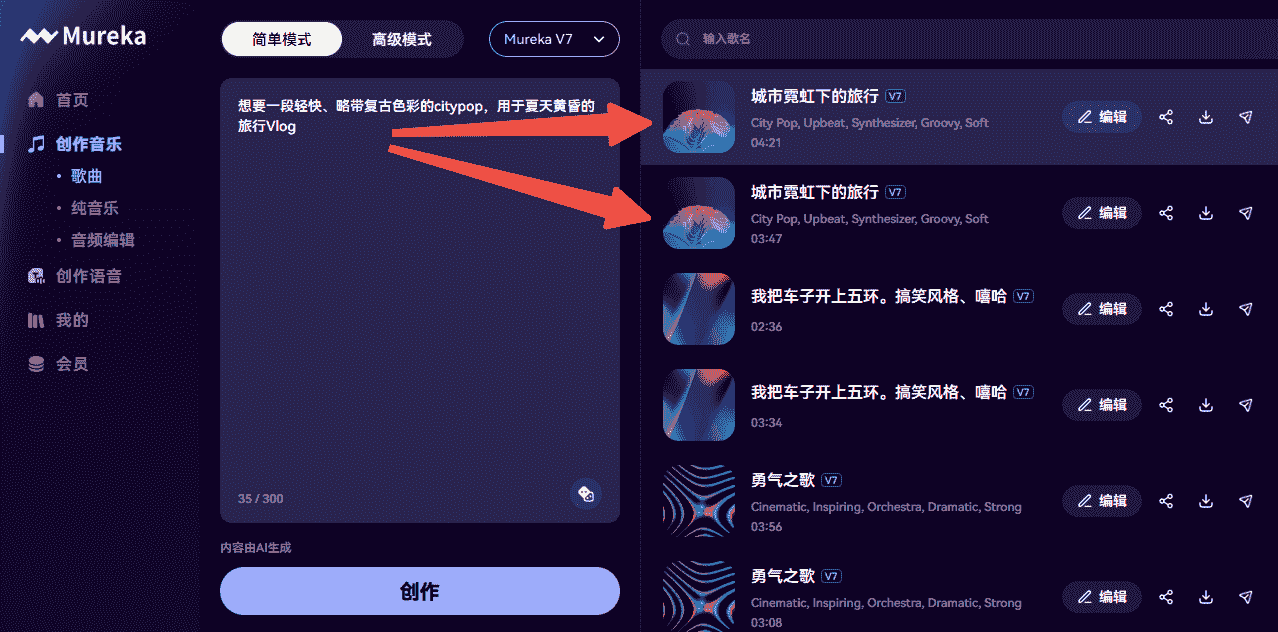 Mureka
首页
创作音乐
歌曲
纯音乐
音频编辑
创作语音
我的
会员
简单模式
高级模式
Mureka V7
想要一段轻快、略带复古色彩的citypop，用于夏天黄昏的
旅行Vlog
35 / 300
内容由AI生成
创作
输入歌名
城市霓虹下的旅行 V7
City Pop, Upbeat, Synthesizer, Groovy, Soft
04:21
编辑
城市霓虹下的旅行 V7
City Pop, Upbeat, Synthesizer, Groovy, Soft
03:47
编辑
我把车子开上五环。搞笑风格、嘻哈 V7
02:36
编辑
我把车子开上五环。搞笑风格、嘻哈 V7
03:34
编辑
勇气之歌 V7
Cinematic, Inspiring, Orchestra, Dramatic, Strong
03:56
编辑
勇气之歌 V7
Cinematic, Inspiring, Orchestra, Dramatic, Strong
03:08
编辑